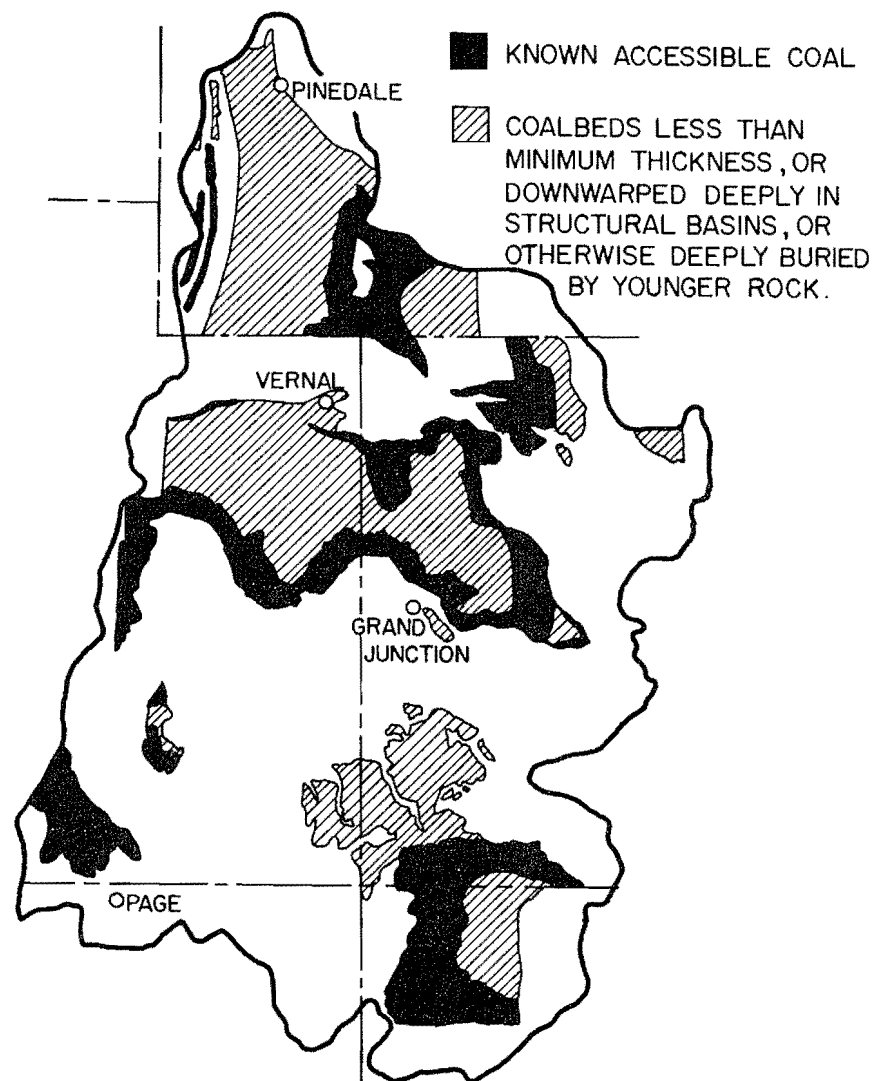 KNOWN ACCESSIBLE COAL
COALBEDS LESS THAN
MINIMUM THICKNESS, OR
DOWNWARPED DEEPLY IN
STRUCTURAL BASINS, OR
OTHERWISE DEEPLY BURIED
BY YOUNGER ROCK.
PINEDALE
VERNAL
GRAND
JUNCTION
PAGE